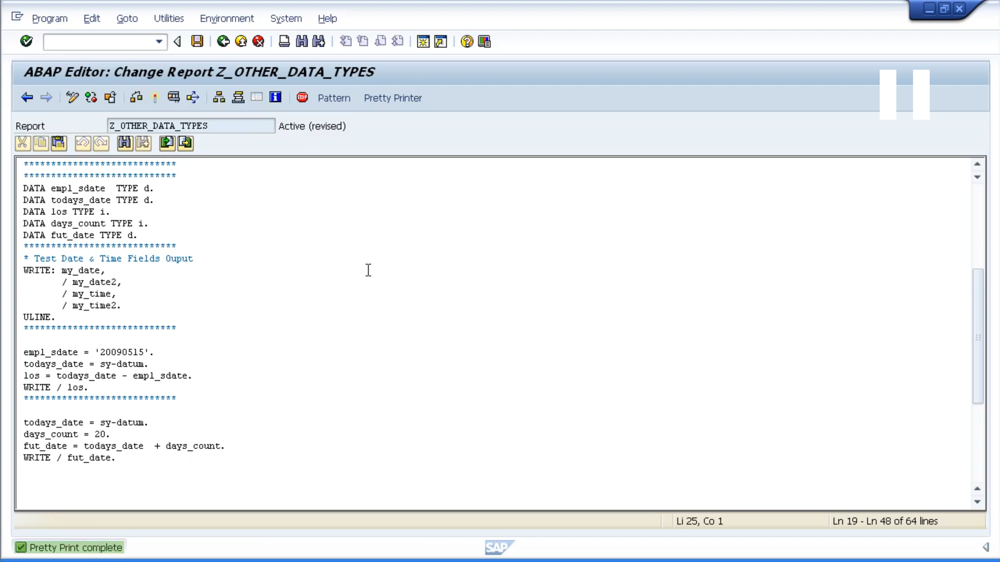 Program Edit Goto Utilities Environment System Help
ABAP Editor: Change Report Z_OTHER_DATA_TYPES
STOP Pattern Pretty Printer
Report Z_OTHER_DATA_TYPES Active (revised)
****************************
****************************
DATA empl_sdate  TYPE d.
DATA todays_date TYPE d.
DATA los TYPE i.
DATA days_count TYPE i.
DATA fut_date TYPE d.
****************************
* Test Date & Time Fields Ouput
WRITE: my_date,
/ my_date2,
/ my_time,
/ my_time2.
ULINE.
****************************
empl_sdate = '20090515'.
todays_date = sy-datum.
los = todays_date - empl_sdate.
WRITE / los.
****************************
todays_date = sy-datum.
days_count = 20.
fut_date = todays_date  + days_count.
WRITE / fut_date.
Li 25, Co 1 Ln 19 - Ln 48 of 64 lines
Pretty Print complete SAP